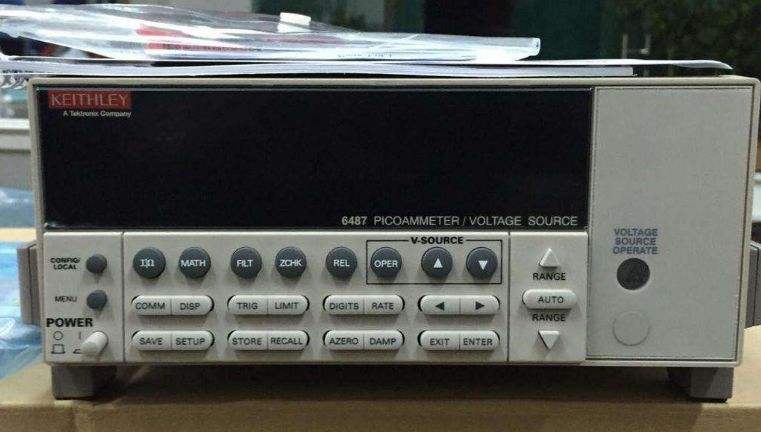 KEITHLEY
A Tektronix Company
6487 PICOAMMETER / VOLTAGE SOURCE
V-SOURCE
CONFIG/
LOCAL
I|Ω
MATH
FILT
ZCHK
REL
OPER
VOLTAGE
SOURCE
OPERATE
RANGE
MENU
COMM DISP
TRIG LIMIT
DIGITS RATE
AUTO
RANGE
POWER
SAVE SETUP
STORE RECALL
AZERO DAMP
EXIT ENTER